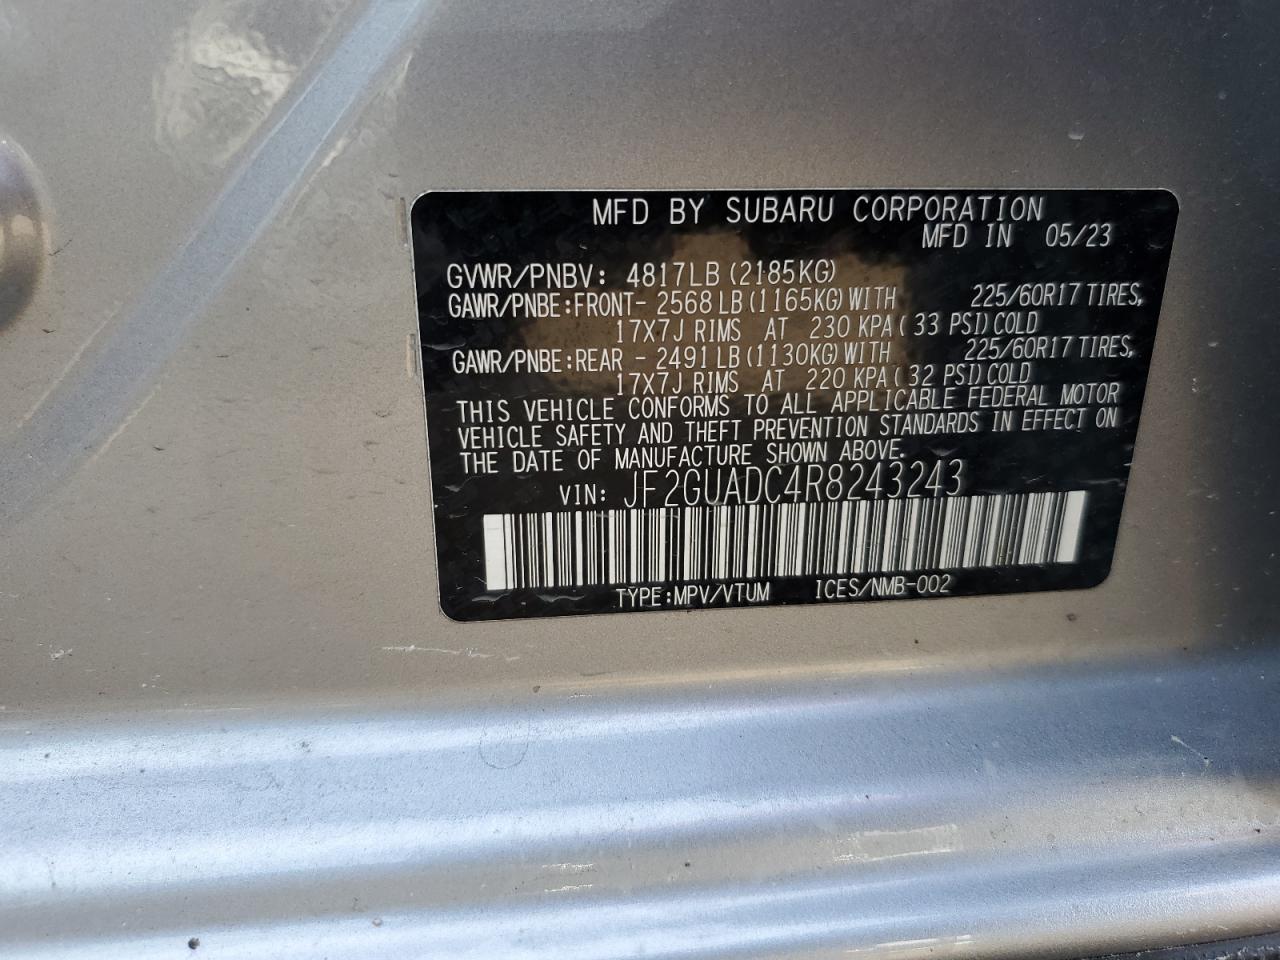 MFD BY SUBARU CORPORATION
MFD IN 05/23
GVWR/PNBV: 4817LB (2185KG)
GAWR/PNBE:FRONT- 2568 LB (1165KG) WITH 225/60R17 TIRES,
17X7J RIMS AT 230 KPA ( 33 PSI) COLD
GAWR/PNBE:REAR - 2491 LB (1130KG) WITH 225/60R17 TIRES,
17X7J RIMS AT 220 KPA ( 32 PSI) COLD
THIS VEHICLE CONFORMS TO ALL APPLICABLE FEDERAL MOTOR
VEHICLE SAFETY AND THEFT PREVENTION STANDARDS IN EFFECT ON
THE DATE OF MANUFACTURE SHOWN ABOVE.
VIN: JF2GUADC4R8243243
TYPE:MPV/VTUM ICES/NMB-002